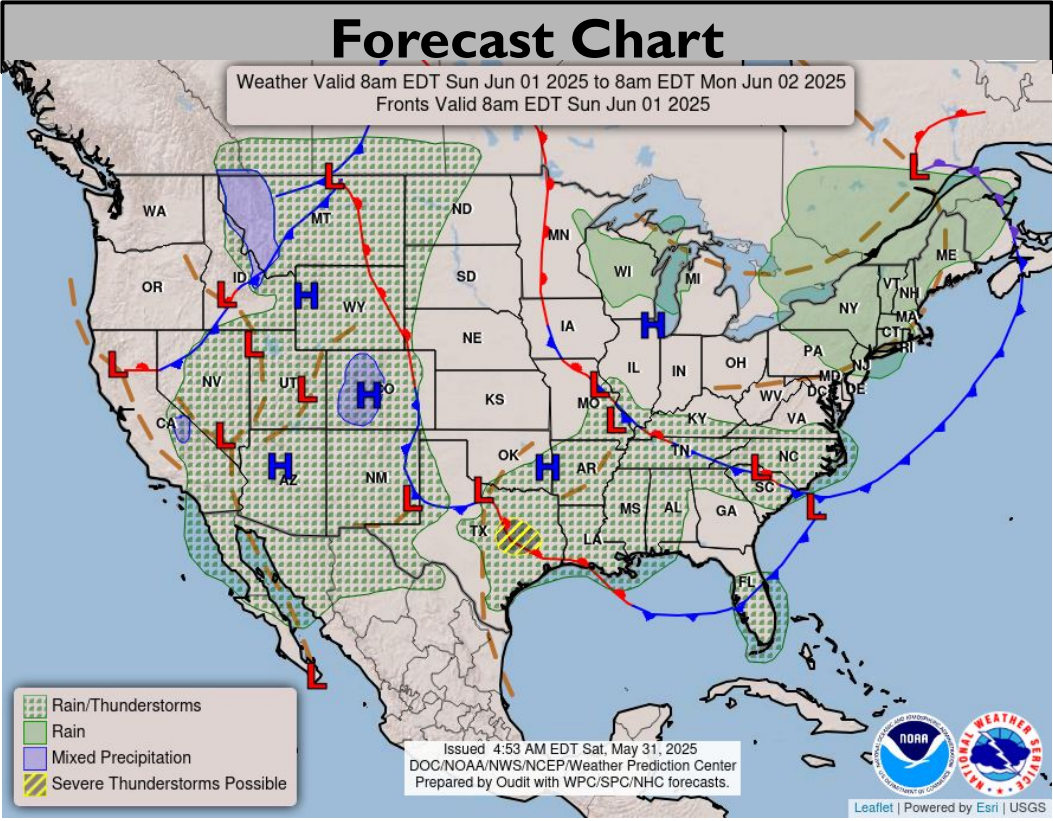 Forecast Chart
Weather Valid 8am EDT Sun Jun 01 2025 to 8am EDT Mon Jun 02 2025
Fronts Valid 8am EDT Sun Jun 01 2025
L
L
WA
MT
ND
MN
ME
OR
ID
L
H
WY
SD
WI
MI
VT
NH
NY
MA
CT
RI
H
IA
NE
L
L
NV
UT
L
H
CO
IL
IN
OH
PA
NJ
MD
DE
DC
L
MO
KS
WV
VA
CA
L
L
KY
H
AZ
NM
OK
H
AR
TN
L
NC
SC
L
L
L
TX
LA
MS
AL
GA
FL
L
Rain/Thunderstorms
Rain
Mixed Precipitation
Severe Thunderstorms Possible
Issued 4:53 AM EDT Sat, May 31, 2025
DOC/NOAA/NWS/NCEP/Weather Prediction Center
Prepared by Oudit with WPC/SPC/NHC forecasts.
NOAA
NATIONAL WEATHER SERVICE
Leaflet | Powered by Esri | USGS